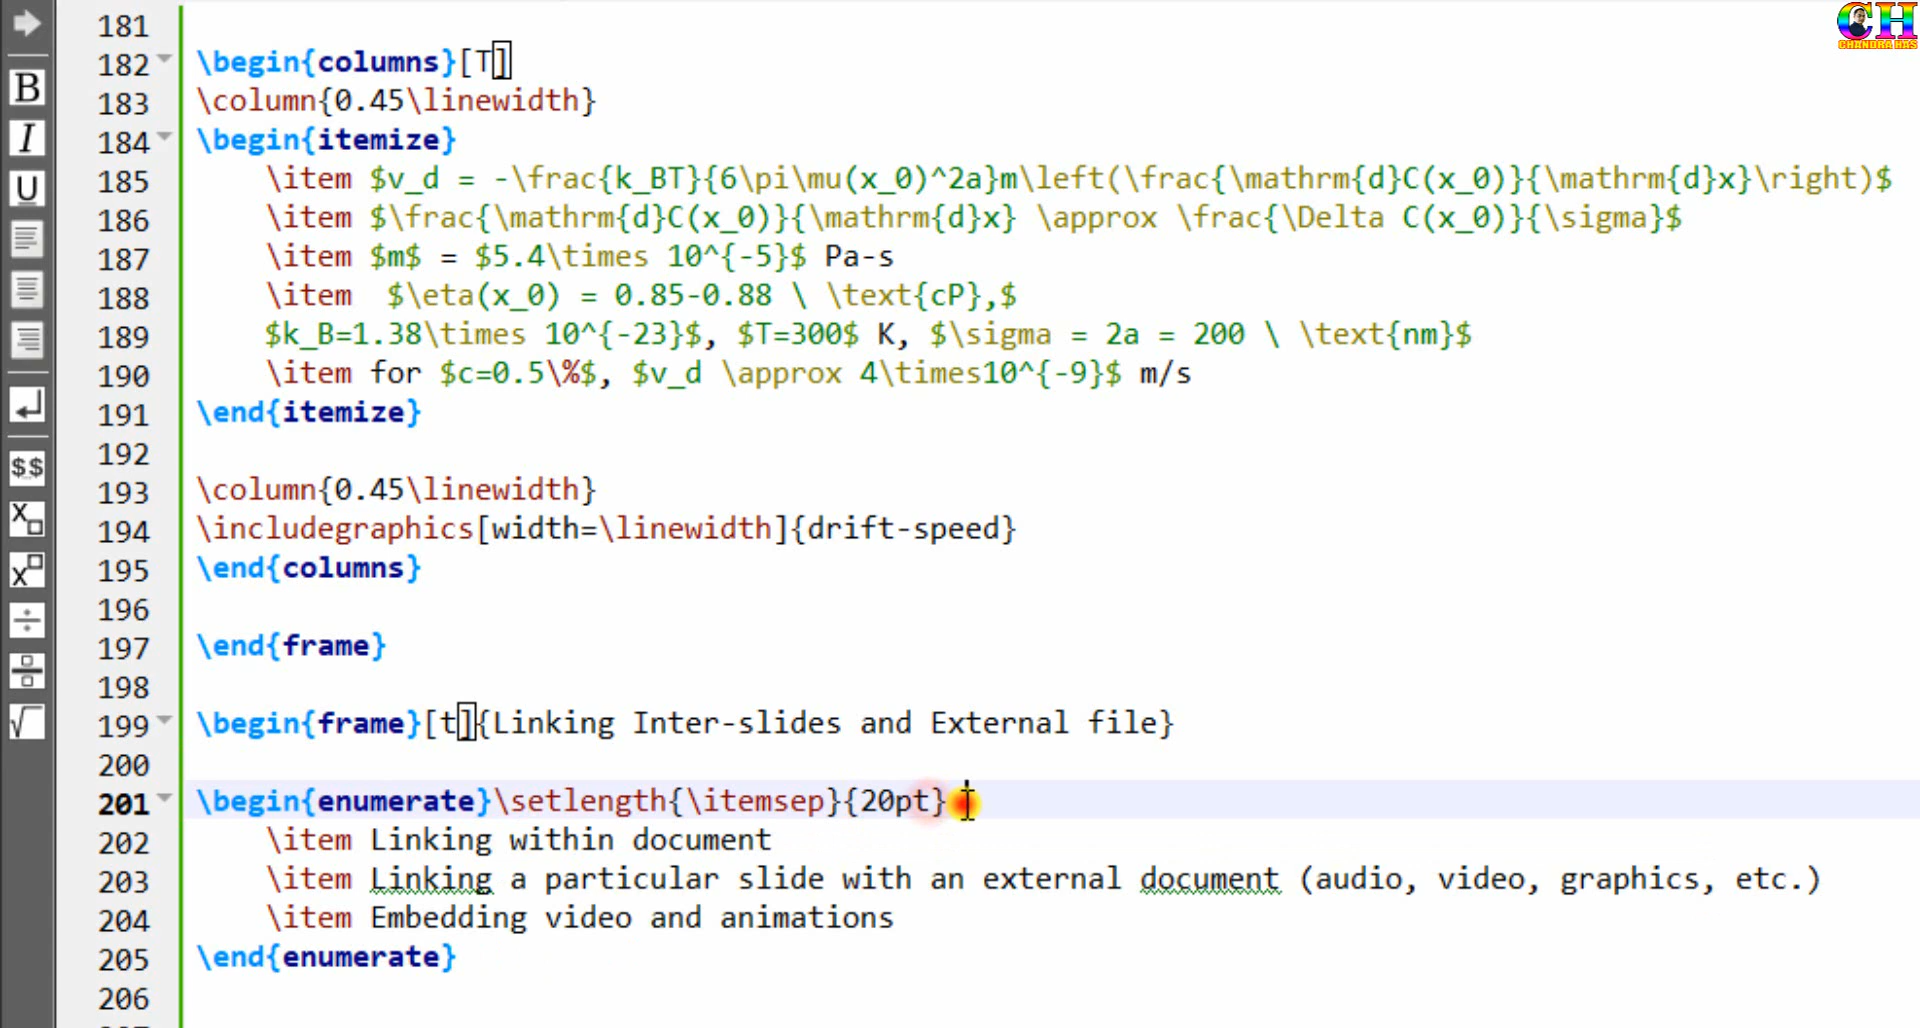 CH
CHANDRA HAS
181
182 \begin{columns}[T]
183 \column{0.45\linewidth}
184 \begin{itemize}
185 \item $v_d = -\frac{k_BT}{6\pi\mu(x_0)^2a}m\left(\frac{\mathrm{d}C(x_0)}{\mathrm{d}x}\right)$
186 \item $\frac{\mathrm{d}C(x_0)}{\mathrm{d}x} \approx \frac{\Delta C(x_0)}{\sigma}$
187 \item $m$ = $5.4\times 10^{-5}$ Pa-s
188 \item  $\eta(x_0) = 0.85-0.88 \ \text{cP},$
189 $k_B=1.38\times 10^{-23}$, $T=300$ K, $\sigma = 2a = 200 \ \text{nm}$
190 \item for $c=0.5\%$, $v_d \approx 4\times10^{-9}$ m/s
191 \end{itemize}
192
193 \column{0.45\linewidth}
194 \includegraphics[width=\linewidth]{drift-speed}
195 \end{columns}
196
197 \end{frame}
198
199 \begin{frame}[t]{Linking Inter-slides and External file}
200
201 \begin{enumerate}\setlength{\itemsep}{20pt}
202 \item Linking within document
203 \item Linking a particular slide with an external document (audio, video, graphics, etc.)
204 \item Embedding video and animations
205 \end{enumerate}
206
B
I
U
$$